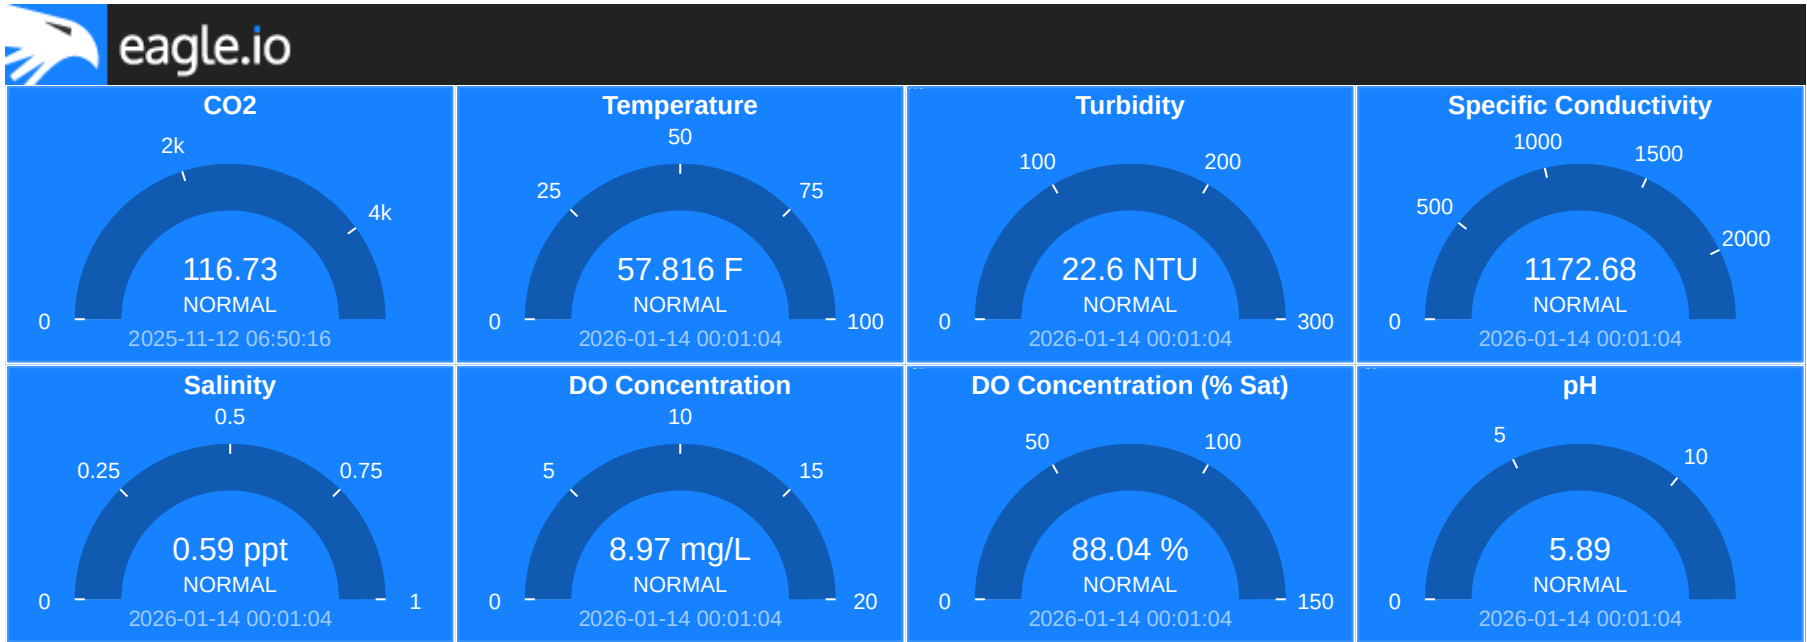 eagle.io
CO2
2k
4k
0
116.73
NORMAL
2025-11-12 06:50:16
Temperature
50
25
75
0
100
57.816 F
NORMAL
2026-01-14 00:01:04
Turbidity
100
200
0
300
22.6 NTU
NORMAL
2026-01-14 00:01:04
Specific Conductivity
1000
1500
500
2000
0
1172.68
NORMAL
2026-01-14 00:01:04
Salinity
0.5
0.25
0.75
0
1
0.59 ppt
NORMAL
2026-01-14 00:01:04
DO Concentration
10
5
15
0
20
8.97 mg/L
NORMAL
2026-01-14 00:01:04
DO Concentration (% Sat)
50
100
0
150
88.04 %
NORMAL
2026-01-14 00:01:04
pH
5
10
0
5.89
NORMAL
2026-01-14 00:01:04